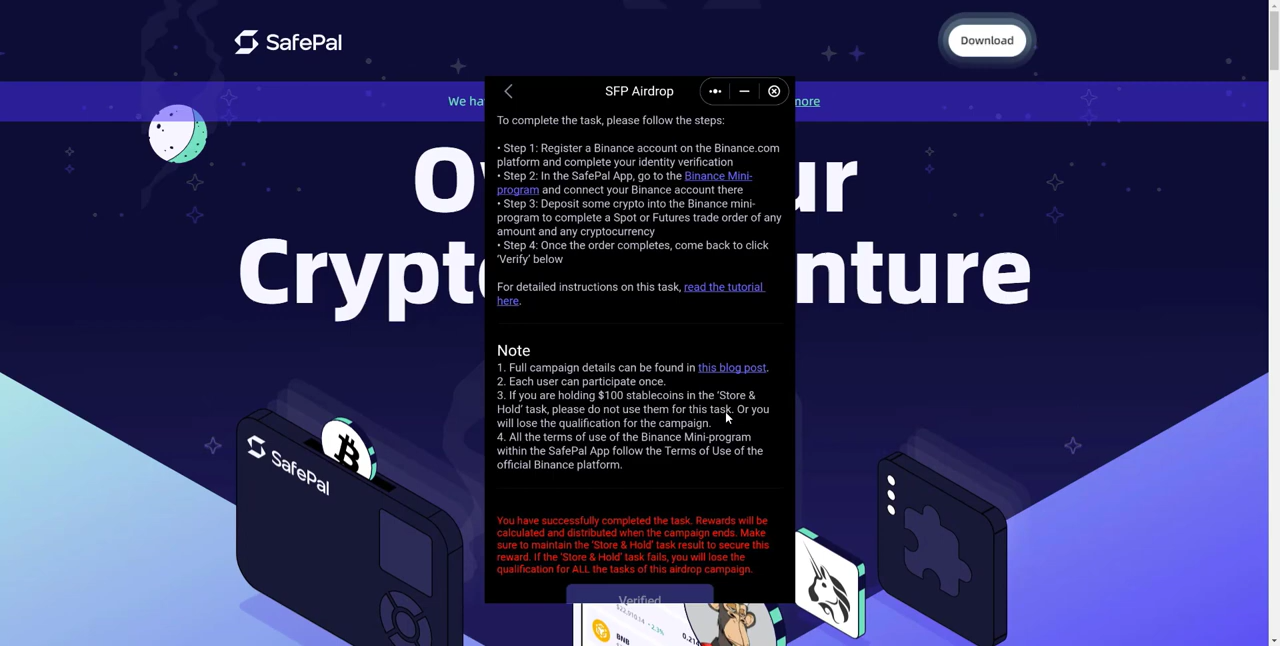 SafePal
Download
We ha
more
SFP Airdrop
To complete the task, please follow the steps:
• Step 1: Register a Binance account on the Binance.com
platform and complete your identity verification
• Step 2: In the SafePal App, go to the Binance Mini-
program and connect your Binance account there
• Step 3: Deposit some crypto into the Binance mini-
program to complete a Spot or Futures trade order of any
amount and any cryptocurrency
• Step 4: Once the order completes, come back to click
‘Verify’ below
For detailed instructions on this task, read the tutorial
here.
O ur
Crypt nture
Note
1. Full campaign details can be found in this blog post.
2. Each user can participate once.
3. If you are holding $100 stablecoins in the ‘Store &
Hold’ task, please do not use them for this task. Or you
will lose the qualification for the campaign.
4. All the terms of use of the Binance Mini-program
within the SafePal App follow the Terms of Use of the
official Binance platform.
SafePal
You have successfully completed the task. Rewards will be
calculated and distributed when the campaign ends. Make
sure to maintain the ‘Store & Hold’ task result to secure this
reward. If the ‘Store & Hold’ task fails, you will lose the
qualification for ALL the tasks of this airdrop campaign.
Verified
BNB
0.214